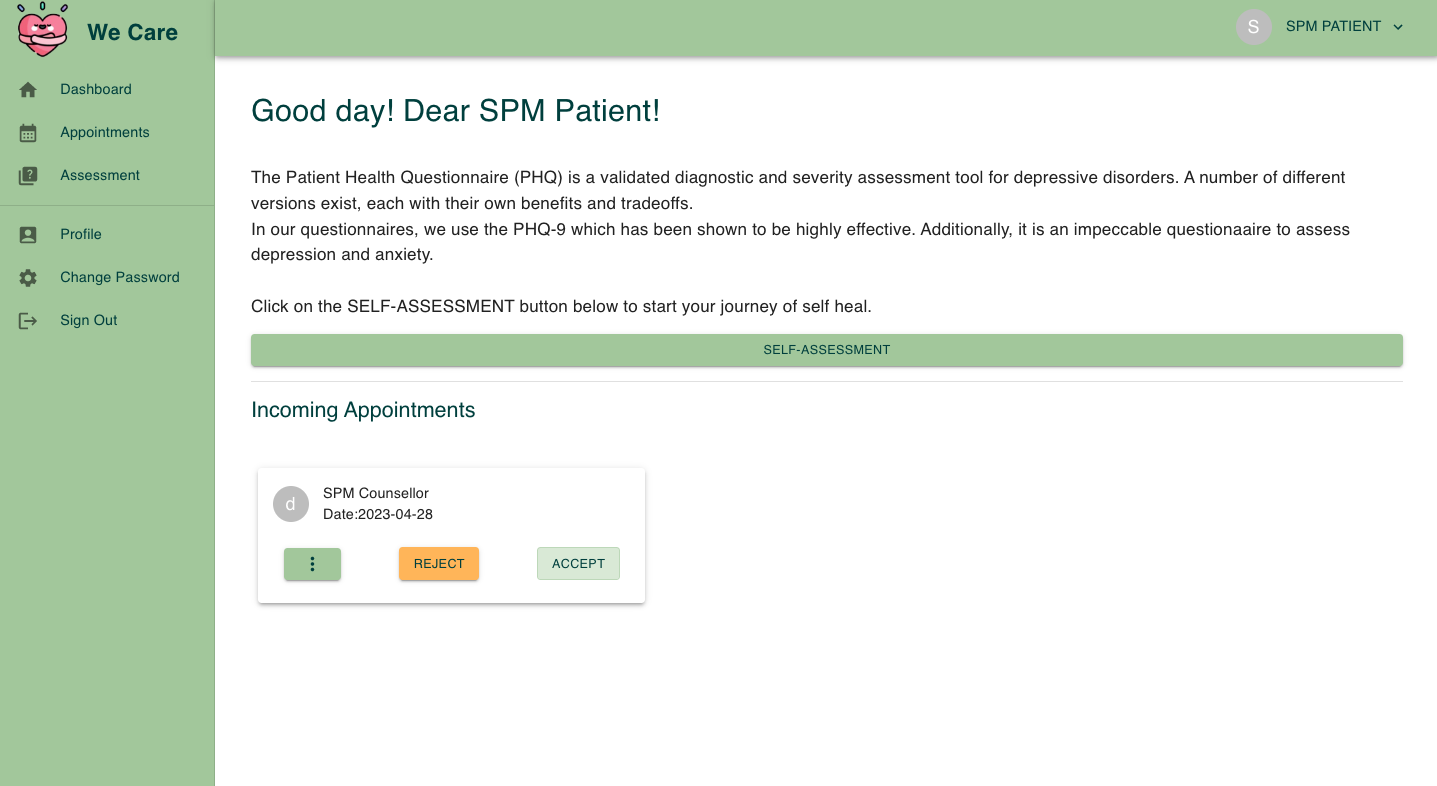 We Care
S
SPM PATIENT
Dashboard
Appointments
Assessment
Profile
Change Password
Sign Out
Good day! Dear SPM Patient!
The Patient Health Questionnaire (PHQ) is a validated diagnostic and severity assessment tool for depressive disorders. A number of different
versions exist, each with their own benefits and tradeoffs.
In our questionnaires, we use the PHQ-9 which has been shown to be highly effective. Additionally, it is an impeccable questionaaire to assess
depression and anxiety.
Click on the SELF-ASSESSMENT button below to start your journey of self heal.
SELF-ASSESSMENT
Incoming Appointments
d
SPM Counsellor
Date:2023-04-28
REJECT
ACCEPT